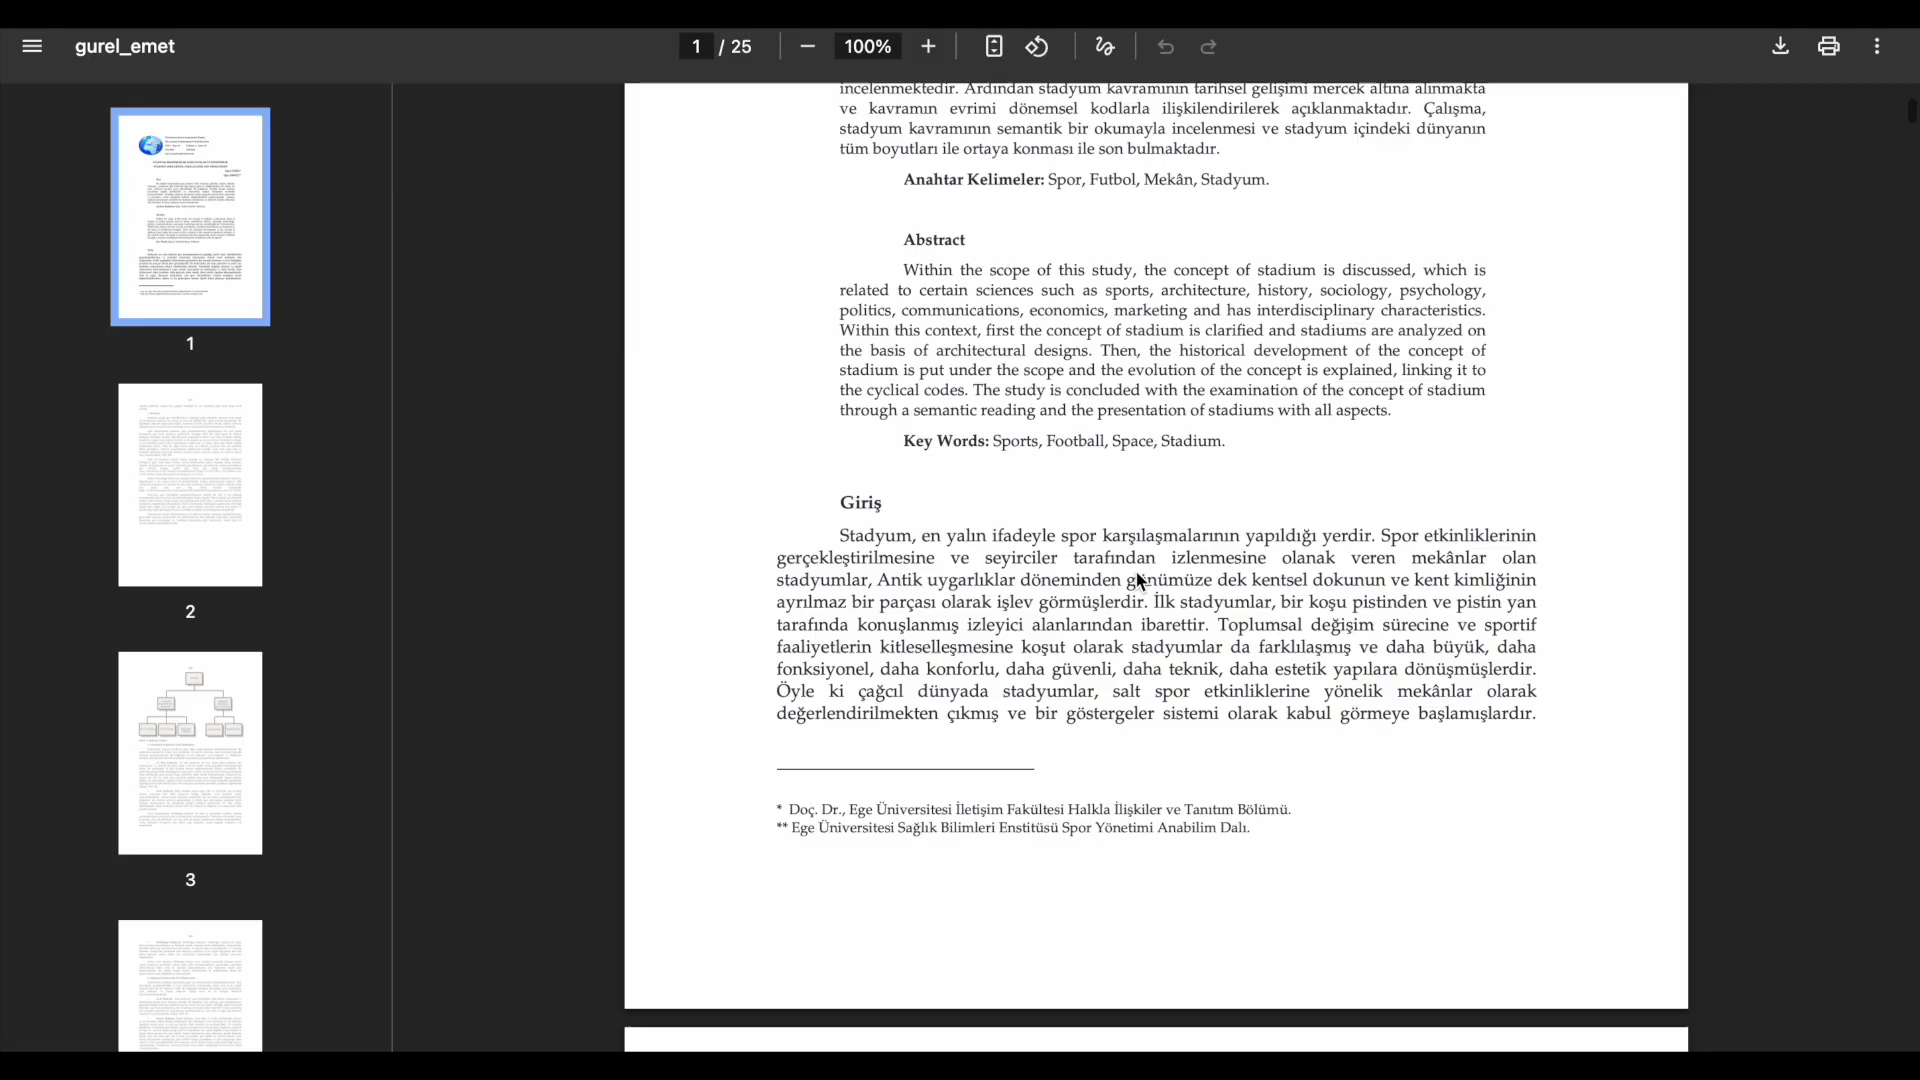 gurel_emet
1 / 25
100%
incelenmektedir. Ardından stadyum kavramının tarihsel gelişimi mercek altına alınmakta
ve kavramın evrimi dönemsel kodlarla ilişkilendirilerek açıklanmaktadır. Çalışma,
stadyum kavramının semantik bir okumayla incelenmesi ve stadyum içindeki dünyanın
tüm boyutları ile ortaya konması ile son bulmaktadır.
Anahtar Kelimeler: Spor, Futbol, Mekân, Stadyum.
Abstract
Within the scope of this study, the concept of stadium is discussed, which is
related to certain sciences such as sports, architecture, history, sociology, psychology,
politics, communications, economics, marketing and has interdisciplinary characteristics.
Within this context, first the concept of stadium is clarified and stadiums are analyzed on
the basis of architectural designs. Then, the historical development of the concept of
stadium is put under the scope and the evolution of the concept is explained, linking it to
the cyclical codes. The study is concluded with the examination of the concept of stadium
through a semantic reading and the presentation of stadiums with all aspects.
Key Words: Sports, Football, Space, Stadium.
Giriş
Stadyum, en yalın ifadeyle spor karşılaşmalarının yapıldığı yerdir. Spor etkinliklerinin
gerçekleştirilmesine ve seyirciler tarafından izlenmesine olanak veren mekânlar olan
stadyumlar, Antik uygarlıklar döneminden günümüze dek kentsel dokunun ve kent kimliğinin
ayrılmaz bir parçası olarak işlev görmüşlerdir. İlk stadyumlar, bir koşu pistinden ve pistin yan
tarafında konuşlanmış izleyici alanlarından ibarettir. Toplumsal değişim sürecine ve sportif
faaliyetlerin kitleselleşmesine koşut olarak stadyumlar da farklılaşmış ve daha büyük, daha
fonksiyonel, daha konforlu, daha güvenli, daha teknik, daha estetik yapılara dönüşmüşlerdir.
Öyle ki çağcıl dünyada stadyumlar, salt spor etkinliklerine yönelik mekânlar olarak
değerlendirilmekten çıkmış ve bir göstergeler sistemi olarak kabul görmeye başlamışlardır.
* Doç. Dr., Ege Üniversitesi İletişim Fakültesi Halkla İlişkiler ve Tanıtım Bölümü.
** Ege Üniversitesi Sağlık Bilimleri Enstitüsü Spor Yönetimi Anabilim Dalı.
1
2
3